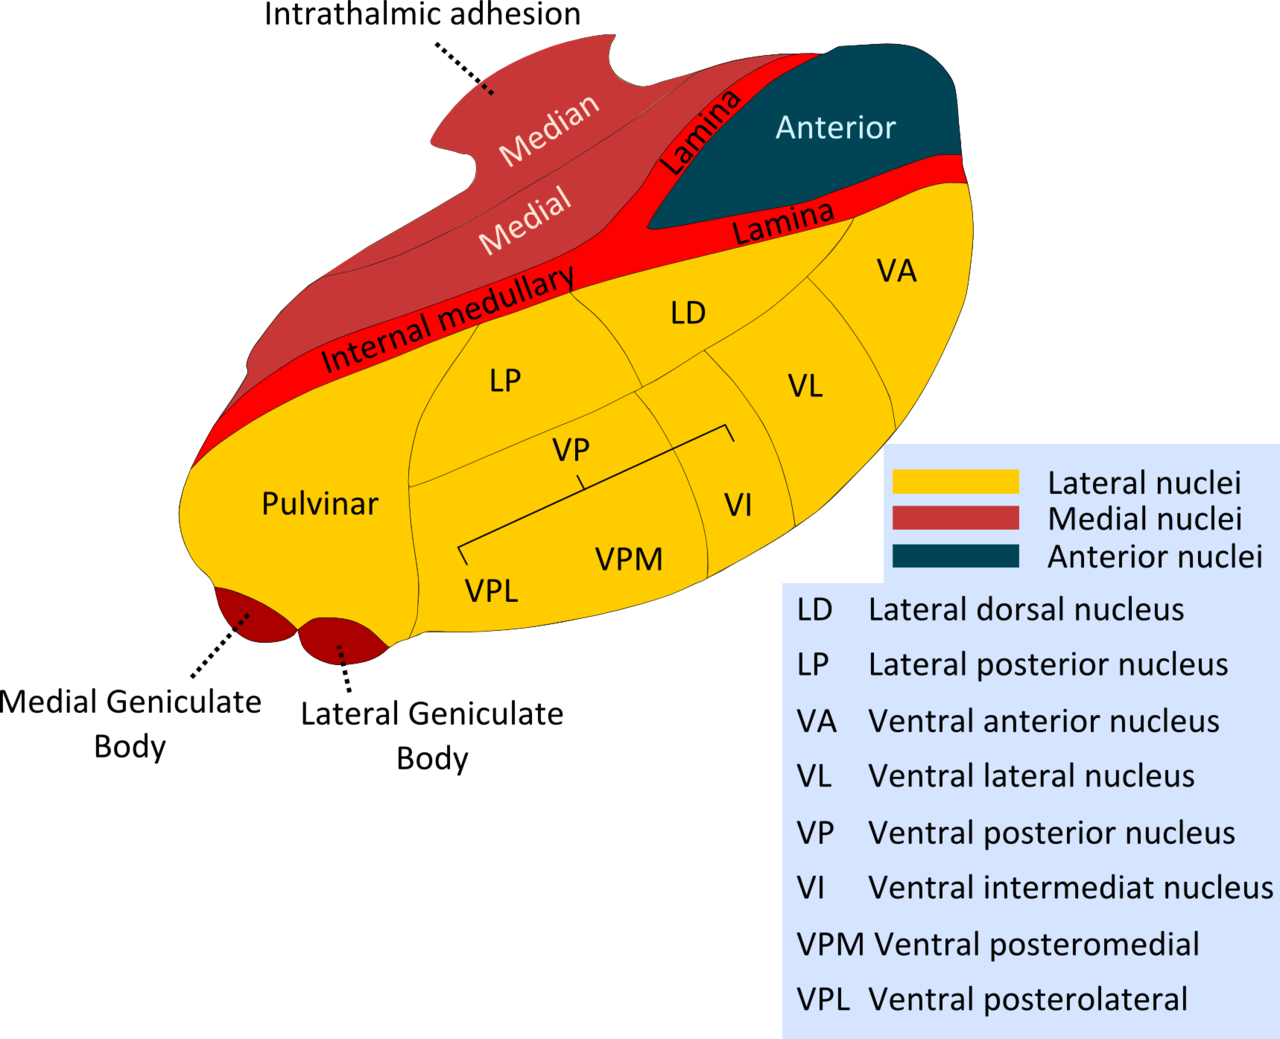 Intrathalmic adhesion
Median
Medial
Lamina
Anterior
Lamina
Internal medullary
VA
LD
LP
VL
VP
Pulvinar
VI
VPM
VPL
Medial Geniculate
Body
Lateral Geniculate
Body
Lateral nuclei
Medial nuclei
Anterior nuclei
LD Lateral dorsal nucleus
LP Lateral posterior nucleus
VA Ventral anterior nucleus
VL Ventral lateral nucleus
VP Ventral posterior nucleus
VI Ventral intermediat nucleus
VPM Ventral posteromedial
VPL Ventral posterolateral